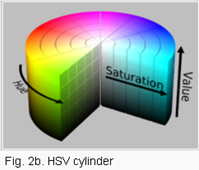 Hue
Saturation
Value
Fig. 2b. HSV cylinder